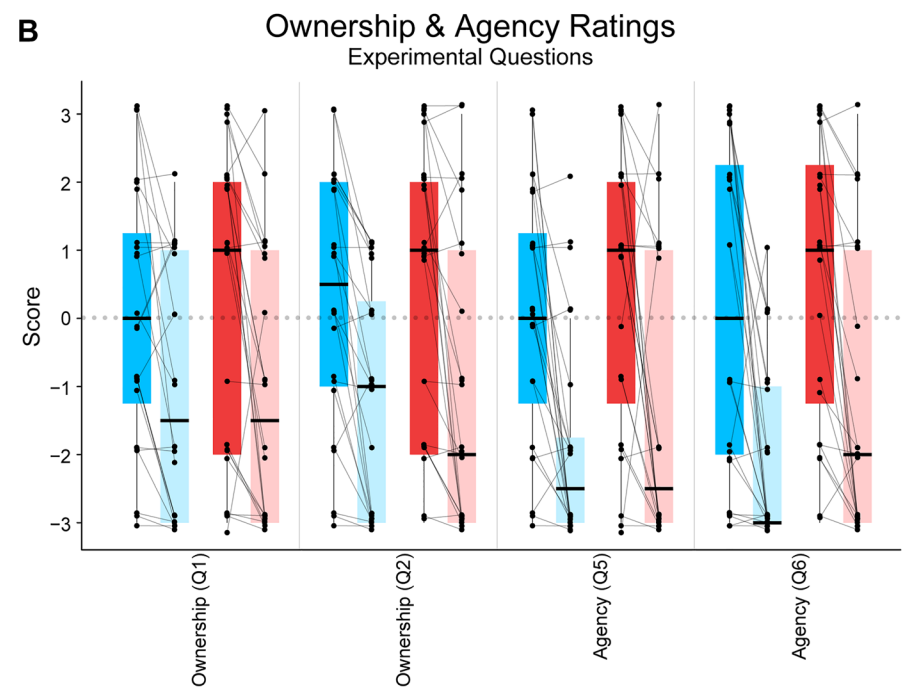 B
Ownership & Agency Ratings
Experimental Questions
Score
3
2
1
0
−1
−2
−3
Ownership (Q1)
Ownership (Q2)
Agency (Q5)
Agency (Q6)